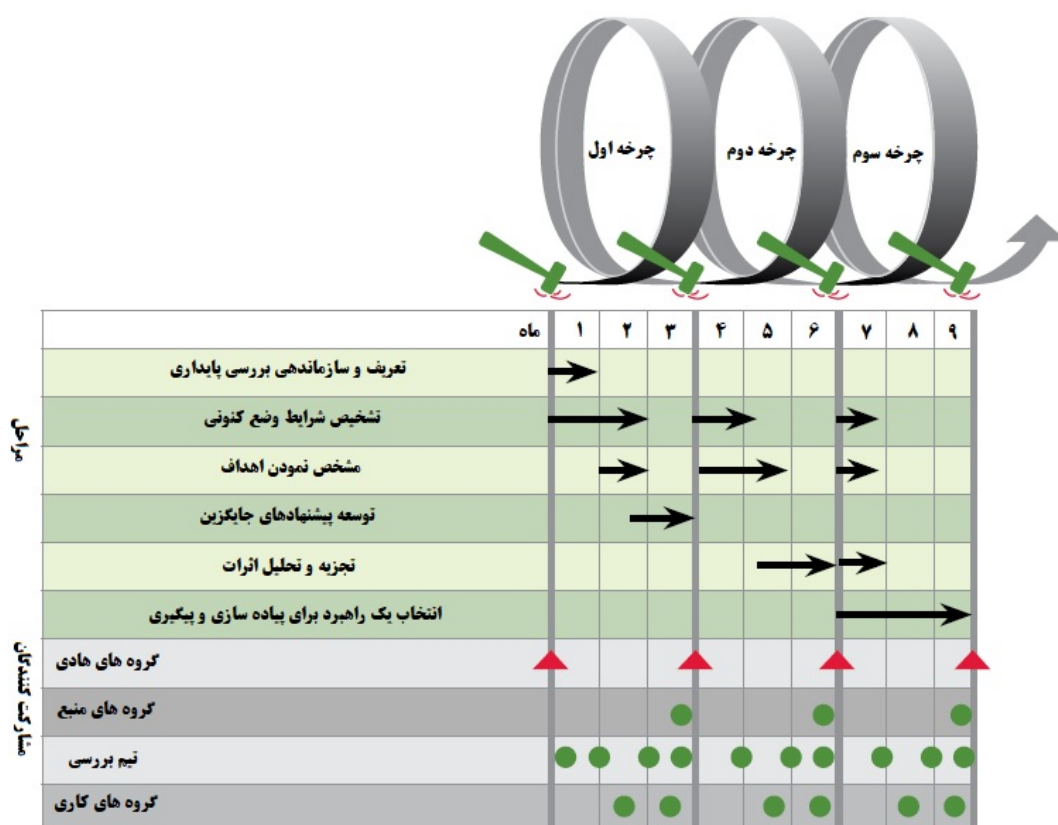 چرخه اول
چرخه دوم
چرخه سوم
ماه ۱ ۲ ۳ ۴ ۵ ۶ ۷ ۸ ۹
مراحل
تعریف و سازماندهی بررسی پایداری
تشخیص شرایط وضع کنونی
مشخص نمودن اهداف
توسعه پیشنهادهای جایگزین
تجزیه و تحلیل اثرات
انتخاب یک راهبرد برای پیاده سازی و پیگیری
مشارکت کنندگان
گروه های هادی
گروه های منبع
تیم بررسی
گروه های کاری